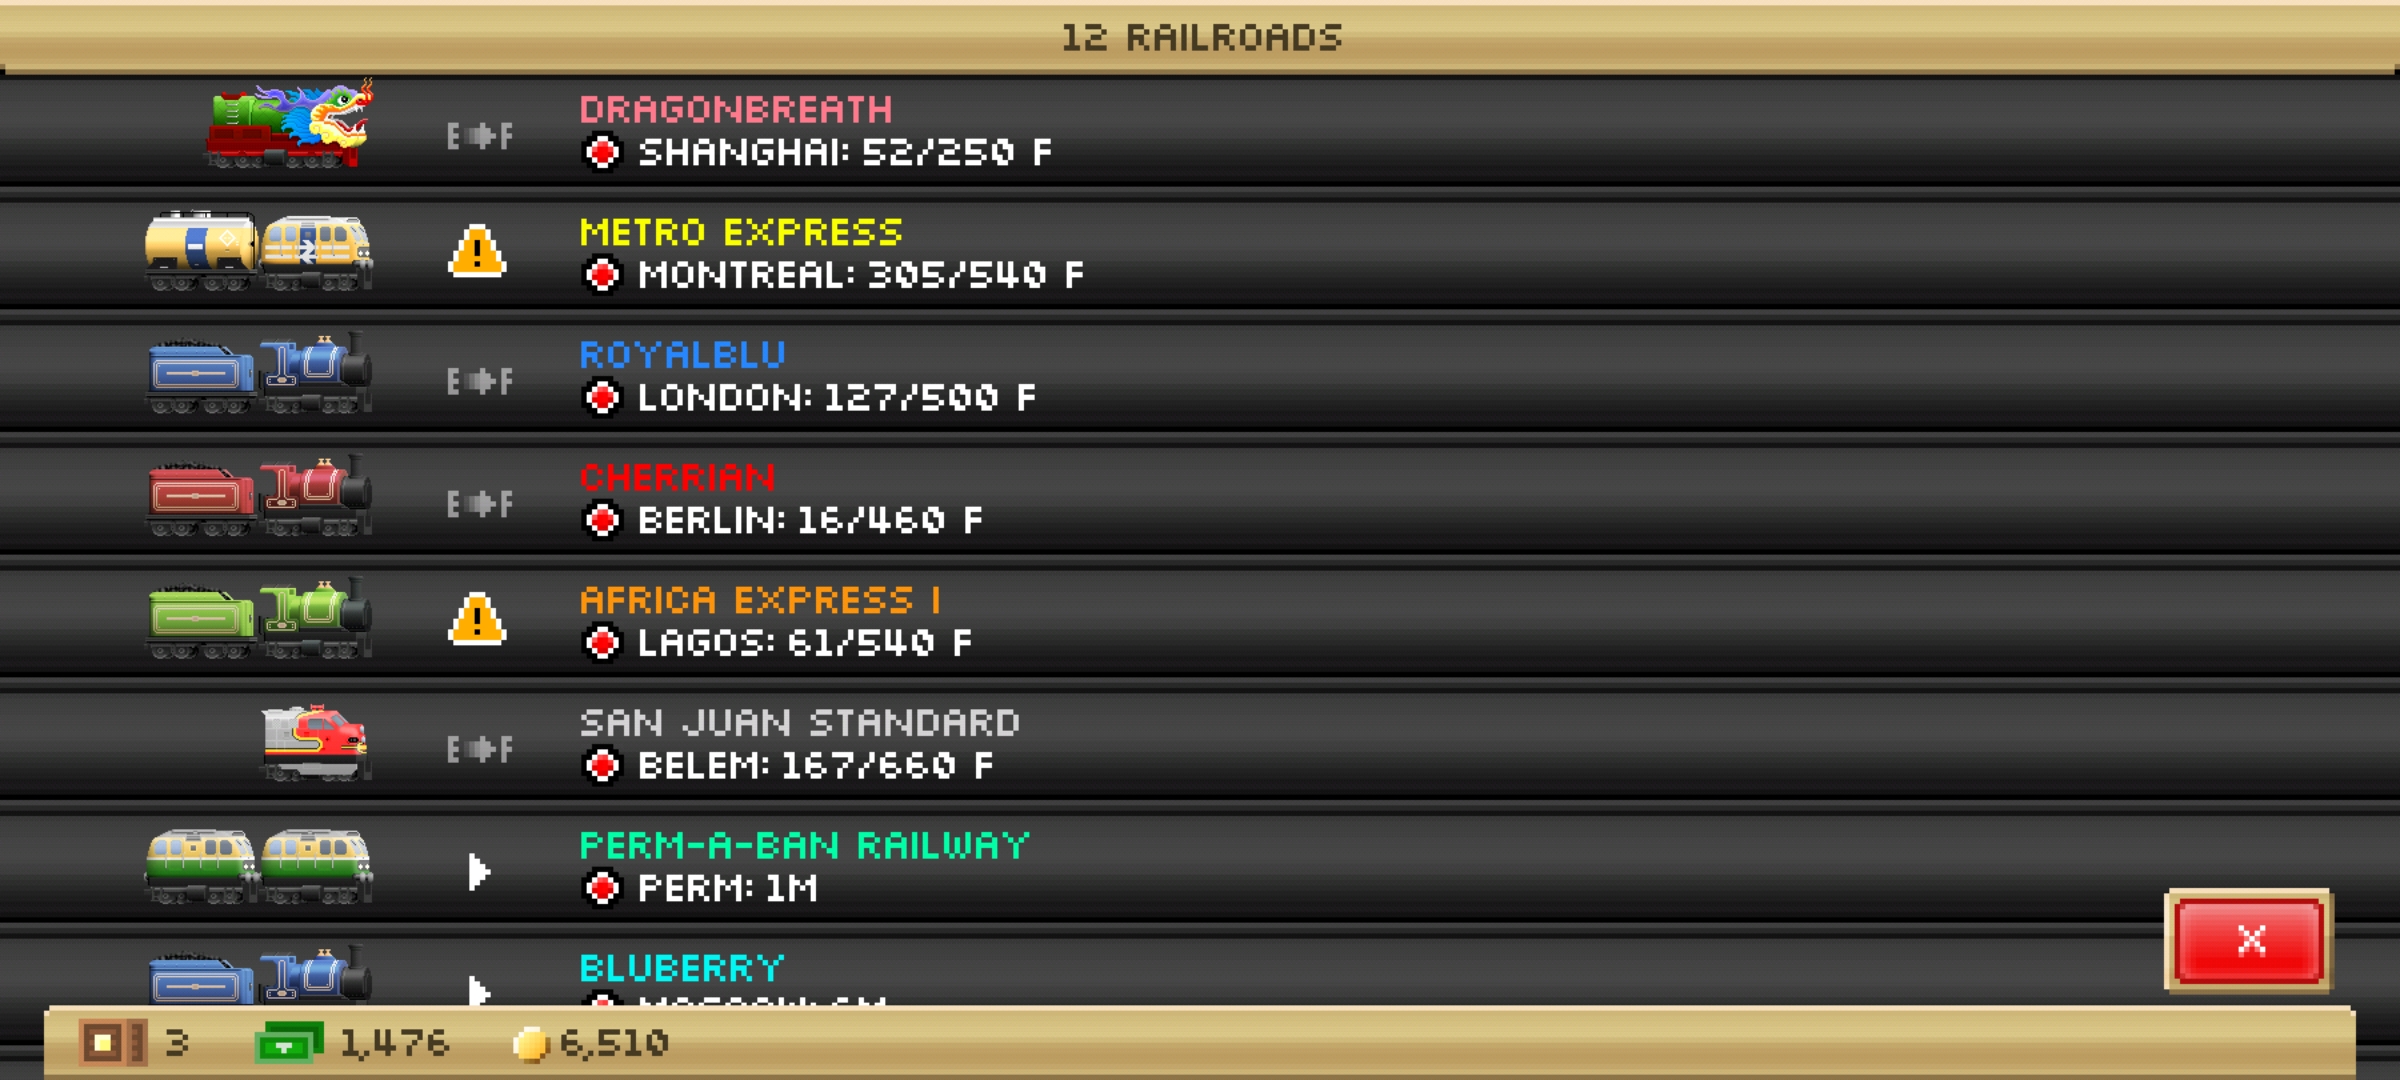 12 RAILROADS
DRAGONBREATH
E F
SHANGHAI: 52/250 F
METRO EXPRESS
!
MONTREAL: 305/540 F
ROYALBLU
E F
LONDON: 127/500 F
CHERRIAN
E F
BERLIN: 16/460 F
AFRICA EXPRESS I
!
LAGOS: 61/540 F
SAN JUAN STANDARD
E F
BELEM: 167/660 F
PERM-A-BAN RAILWAY
PERM: 1M
X
BLUBERRY
3 1,476 6,510